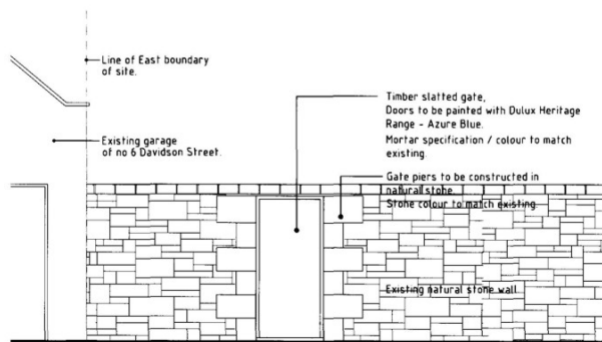 Line of East boundary
of site.
Existing garage
of no 6 Davidson Street.
Timber slatted gate,
Doors to be painted with Dulux Heritage
Range - Azure Blue.
Mortar specification / colour to match
existing.
Gate piers to be constructed in
natural stone.
Stone colour to match existing.
Existing natural stone wall.